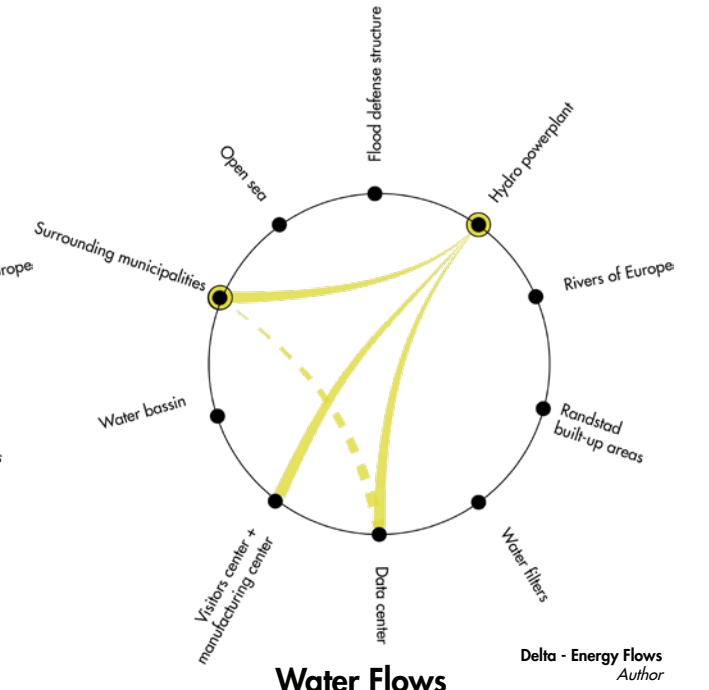 Flood defense structure
Hydro powerplant
Open sea
Surrounding municipalities
rope
Rivers of Europe
Water bassin
Randstad
built-up areas
Visitors center +
manufacturing center
Data center
Water filters
Delta - Energy Flows
Author
Water Flows